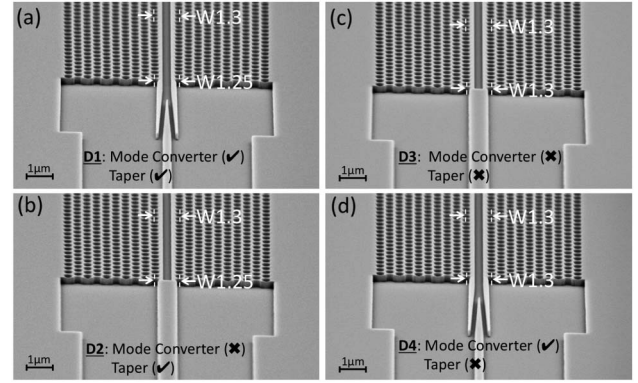 (a)
W1.3
W1.25
D1: Mode Converter (✔)
Taper (✔)
1μm
(b)
W1.3
W1.25
D2: Mode Converter (✖)
Taper (✔)
1μm
(c)
W1.3
W1.3
D3: Mode Converter (✖)
Taper (✖)
1μm
(d)
W1.3
W1.3
D4: Mode Converter (✔)
Taper (✖)
1μm